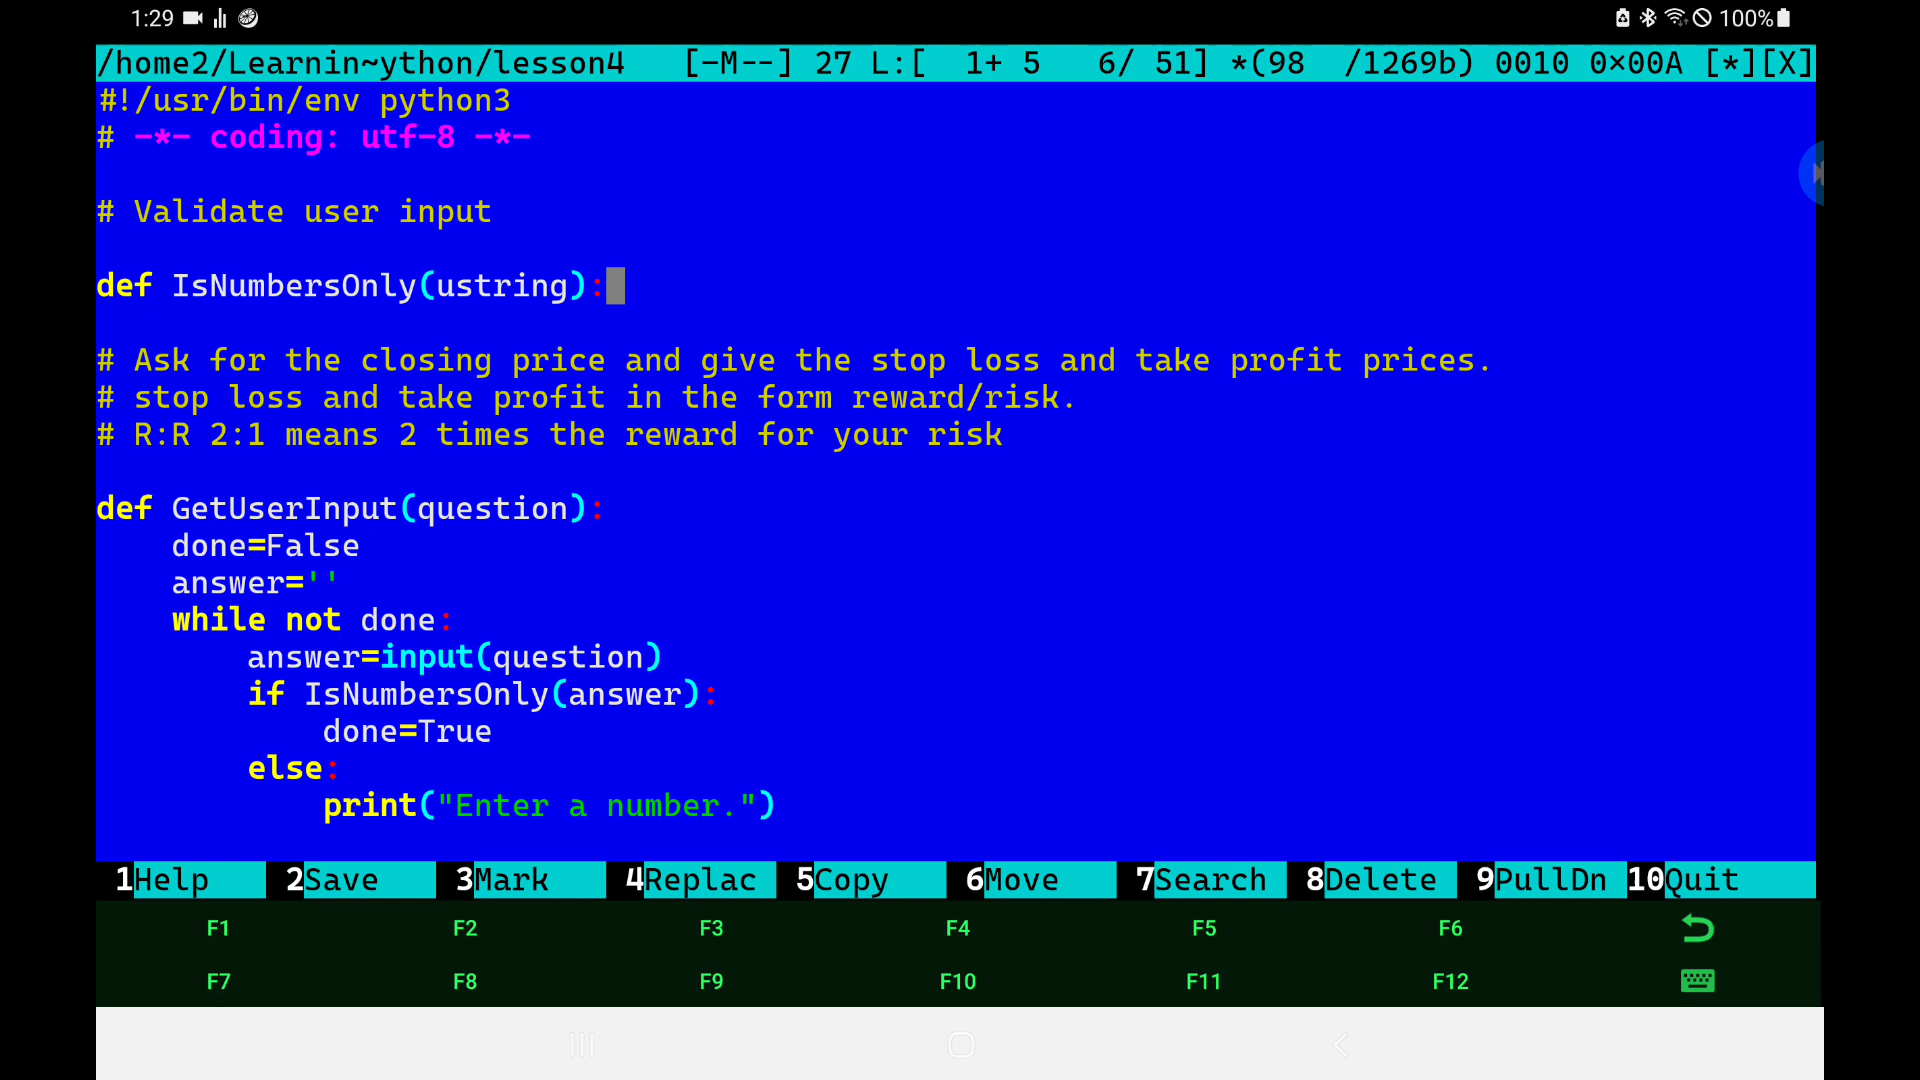 1:29 100%
/home2/Learnin~ython/lesson4 [-M--] 27 L:[ 1+ 5 6/ 51] *(98 /1269b) 0010 0x00A [*][X]
#!/usr/bin/env python3
# -*- coding: utf-8 -*-
# Validate user input
def IsNumbersOnly(ustring):
# Ask for the closing price and give the stop loss and take profit prices.
# stop loss and take profit in the form reward/risk.
# R:R 2:1 means 2 times the reward for your risk
def GetUserInput(question):
    done=False
    answer=''
    while not done:
        answer=input(question)
        if IsNumbersOnly(answer):
            done=True
        else:
            print("Enter a number.")
1Help 2Save 3Mark 4Replac 5Copy 6Move 7Search 8Delete 9PullDn 10Quit
F1 F2 F3 F4 F5 F6
F7 F8 F9 F10 F11 F12